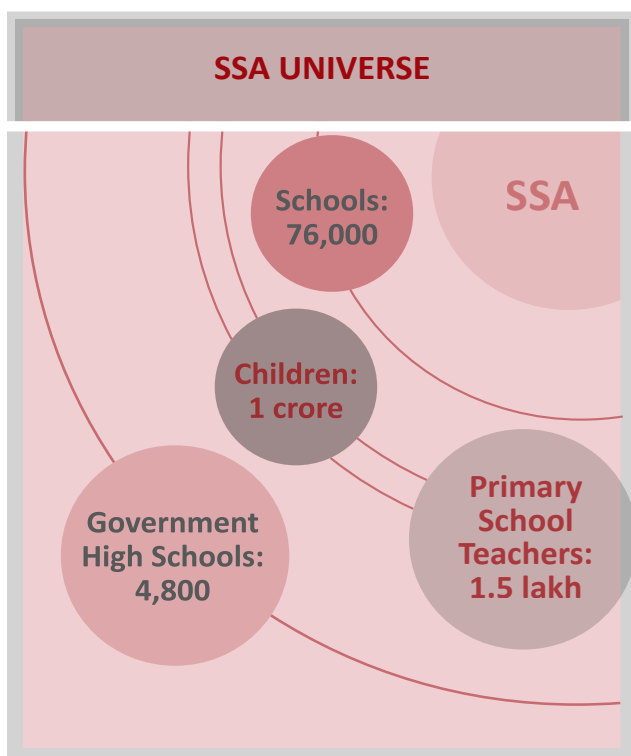 SSA UNIVERSE
SSA
Schools:
76,000
Children:
1 crore
Primary
School
Teachers:
1.5 lakh
Government
High Schools:
4,800